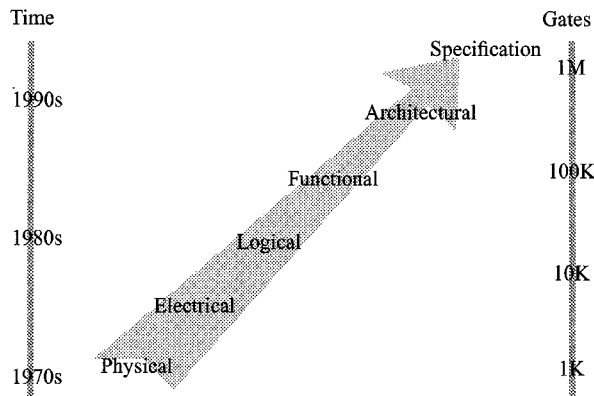 Time
Gates
Specification
1M
1990s
Architectural
100K
Functional
1980s
Logical
10K
Electrical
Physical
1K
1970s